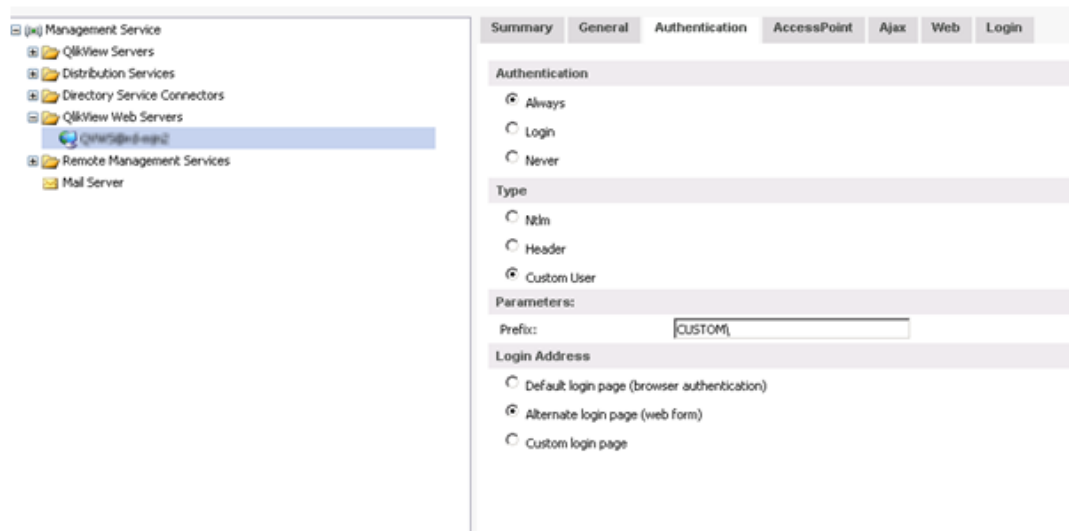 Management Service
QlikView Servers
Distribution Services
Directory Service Connectors
QlikView Web Servers
Remote Management Services
Mail Server
Summary General Authentication AccessPoint Ajax Web Login
Authentication
Always
Login
Never
Type
Ntlm
Header
Custom User
Parameters:
Prefix: CUSTOM\
Login Address
Default login page (browser authentication)
Alternate login page (web form)
Custom login page